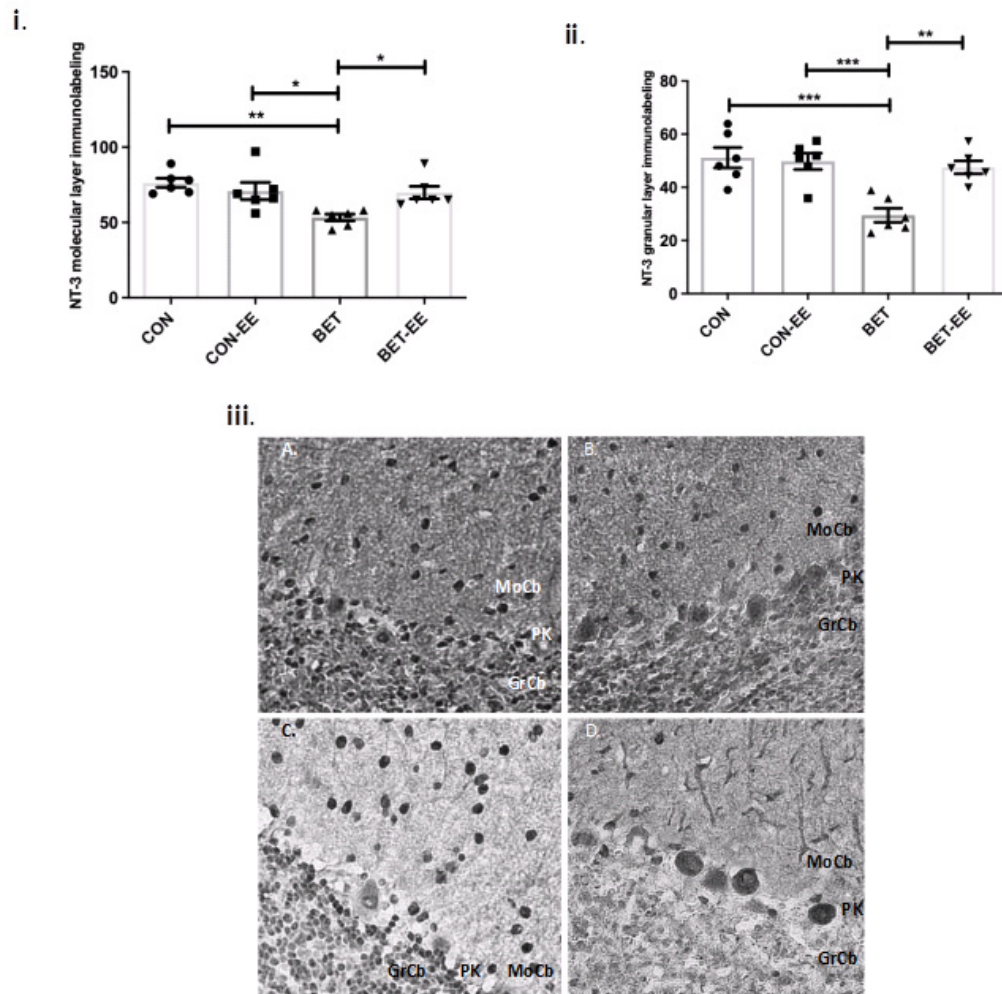 i.
NT-3 molecular layer immunolabeling
150
100
50
0
*
*
**
CON
CON-EE
BET
BET-EE
ii.
NT-3 granular layer immunolabeling
80
60
40
20
0
**
***
***
CON
CON-EE
BET
BET-EE
iii.
A.
MoCb
PK
GrCb
B.
MoCb
PK
GrCb
C.
GrCb PK MoCb
D.
MoCb
PK
GrCb